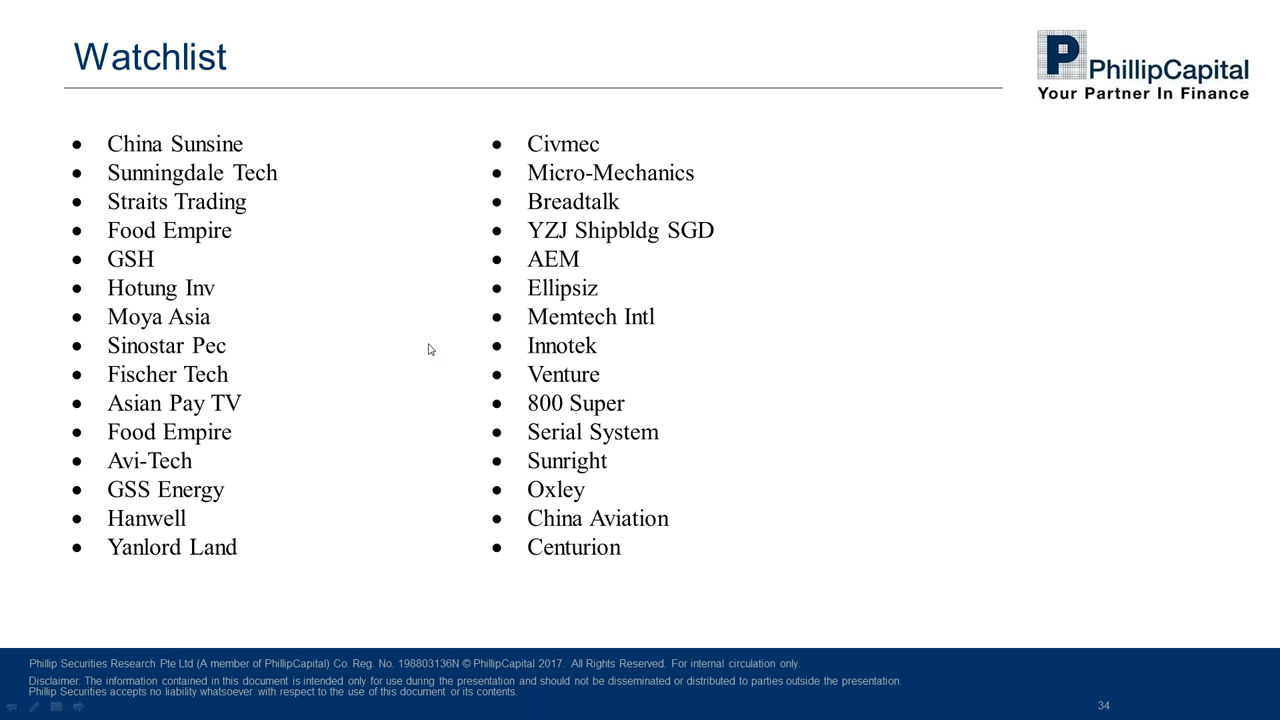 Watchlist
PhillipCapital
Your Partner In Finance
China Sunsine
Sunningdale Tech
Straits Trading
Food Empire
GSH
Hotung Inv
Moya Asia
Sinostar Pec
Fischer Tech
Asian Pay TV
Food Empire
Avi-Tech
GSS Energy
Hanwell
Yanlord Land
Civmec
Micro-Mechanics
Breadtalk
YZJ Shipbldg SGD
AEM
Ellipsiz
Memtech Intl
Innotek
Venture
800 Super
Serial System
Sunright
Oxley
China Aviation
Centurion
Phillip Securities Research Pte Ltd (A member of PhillipCapital) Co. Reg. No. 198803136N © PhillipCapital 2017. All Rights Reserved. For internal circulation only.
Disclaimer: The information contained in this document is intended only for use during the presentation and should not be disseminated or distributed to parties outside the presentation.
Phillip Securities accepts no liability whatsoever with respect to the use of this document or its contents.
34